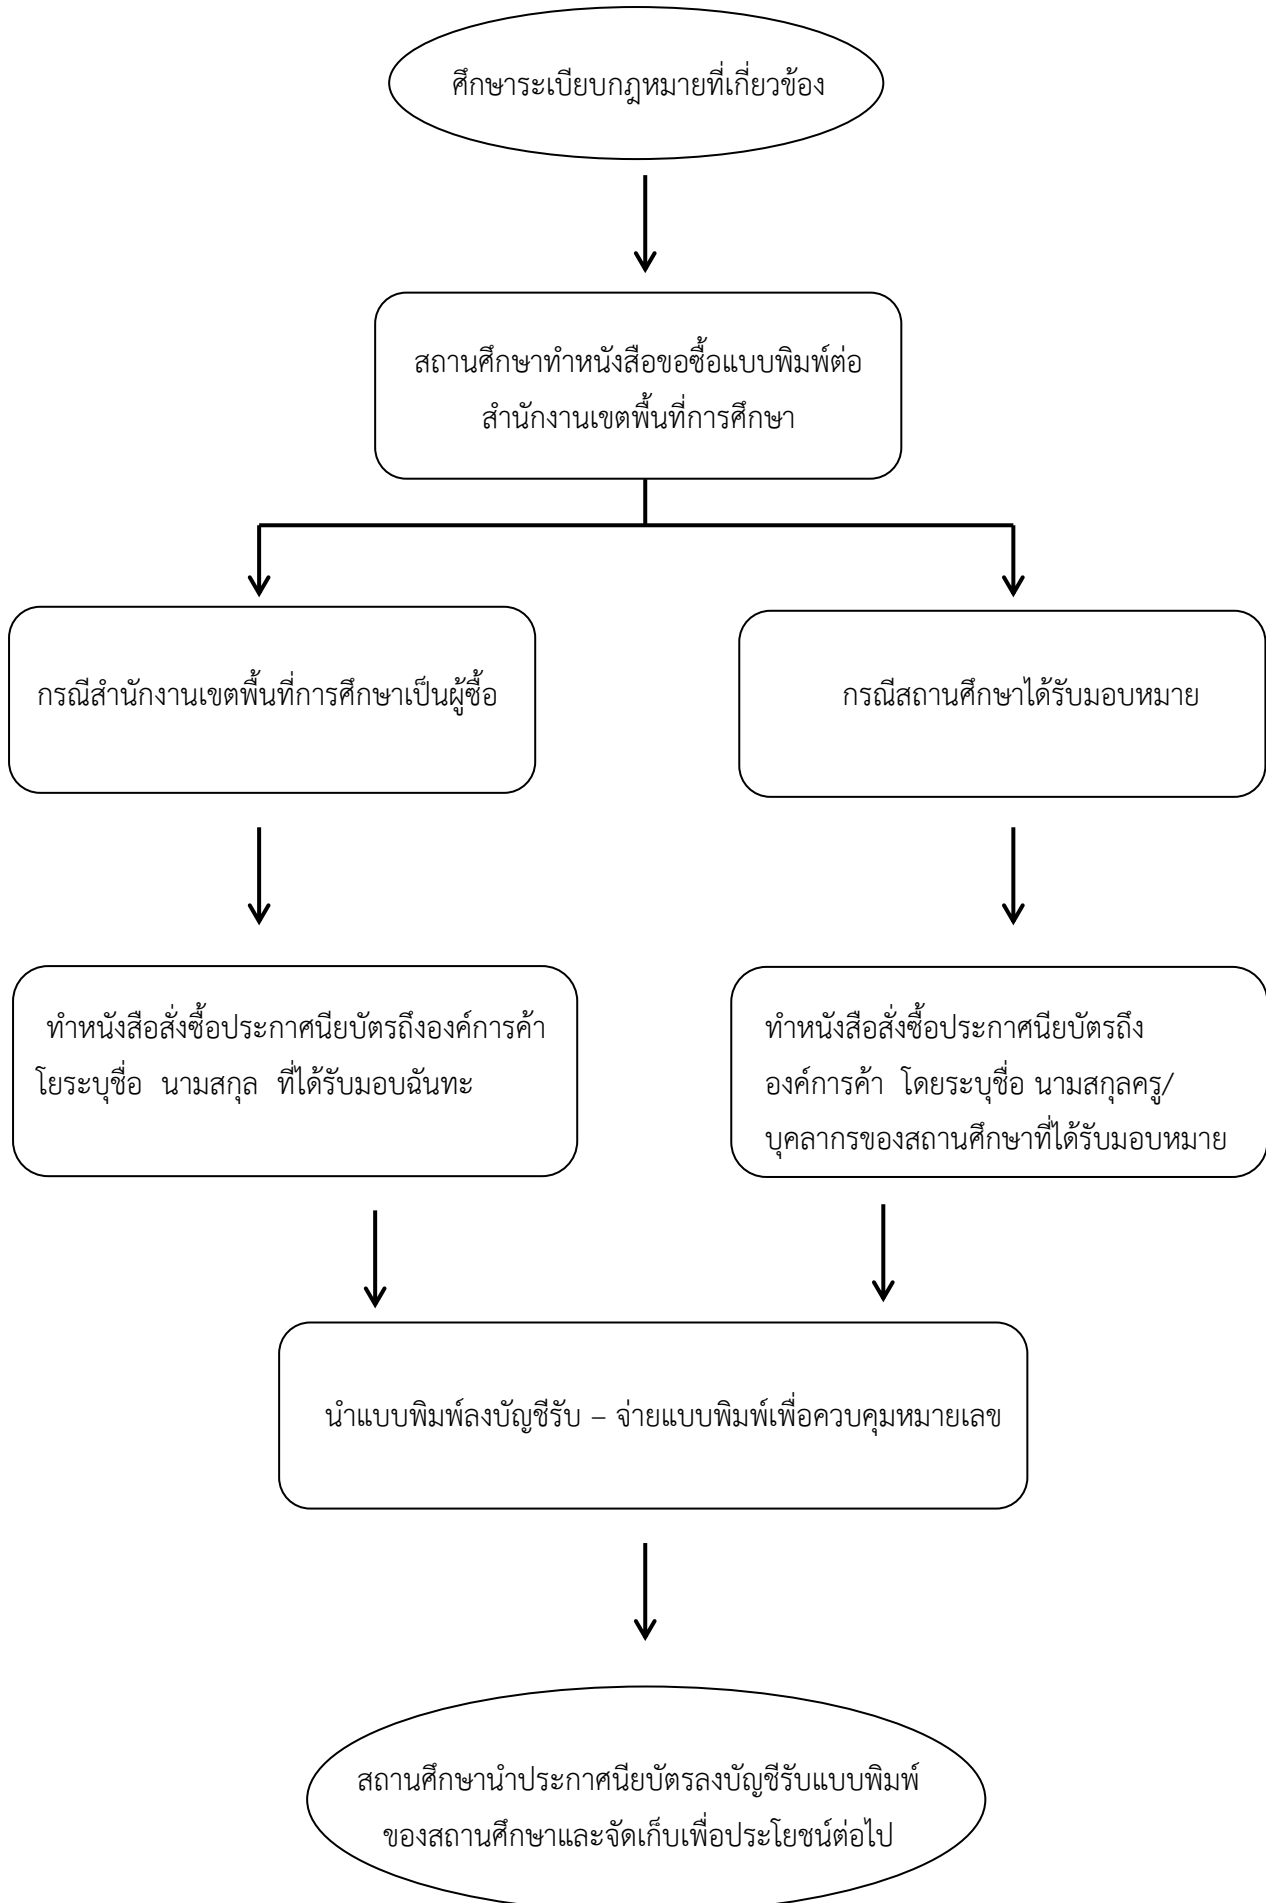 ศึกษาระเบียบกฎหมายที่เกี่ยวข้อง
สถานศึกษาทำหนังสือขอซื้อแบบพิมพ์ต่อ
สำนักงานเขตพื้นที่การศึกษา
กรณีสำนักงานเขตพื้นที่การศึกษาเป็นผู้ซื้อ
กรณีสถานศึกษาได้รับมอบหมาย
ทำหนังสือสั่งซื้อประกาศนียบัตรถึงองค์การค้า
โยระบุชื่อ นามสกุล ที่ได้รับมอบฉันทะ
ทำหนังสือสั่งซื้อประกาศนียบัตรถึง
องค์การค้า โดยระบุชื่อ นามสกุลครู/
บุคลากรของสถานศึกษาที่ได้รับมอบหมาย
นำแบบพิมพ์ลงบัญชีรับ – จ่ายแบบพิมพ์เพื่อควบคุมหมายเลข
สถานศึกษานำประกาศนียบัตรลงบัญชีรับแบบพิมพ์
ของสถานศึกษาและจัดเก็บเพื่อประโยชน์ต่อไป